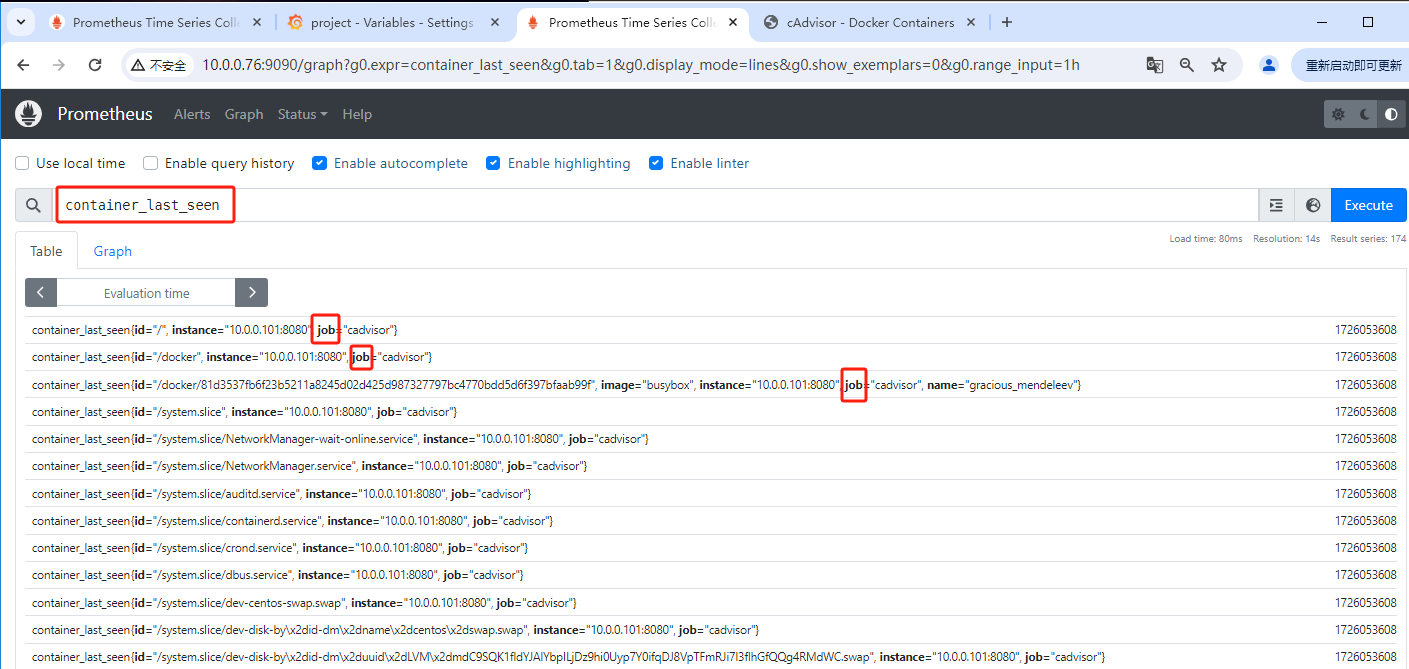 Prometheus Time Series Colle
project - Variables - Settings
Prometheus Time Series Colle
cAdvisor - Docker Containers
不安全 10.0.0.76:9090/graph?g0.expr=container_last_seen&g0.tab=1&g0.display_mode=lines&g0.show_exemplars=0&g0.range_input=1h
重新启动即可更新
Prometheus Alerts Graph Status Help
Use local time Enable query history Enable autocomplete Enable highlighting Enable linter
container_last_seen Execute
Table Graph Load time: 80ms Resolution: 14s Result series: 174
Evaluation time
container_last_seen{id="/", instance="10.0.0.101:8080", job="cadvisor"} 1726053608
container_last_seen{id="/docker", instance="10.0.0.101:8080", job="cadvisor"} 1726053608
container_last_seen{id="/docker/81d3537fb6f23b5211a8245d02d425d987327797bc4770bdd5d6f397bfaab99f", image="busybox", instance="10.0.0.101:8080", job="cadvisor", name="gracious_mendeleev"} 1726053608
container_last_seen{id="/system.slice", instance="10.0.0.101:8080", job="cadvisor"} 1726053608
container_last_seen{id="/system.slice/NetworkManager-wait-online.service", instance="10.0.0.101:8080", job="cadvisor"} 1726053608
container_last_seen{id="/system.slice/NetworkManager.service", instance="10.0.0.101:8080", job="cadvisor"} 1726053608
container_last_seen{id="/system.slice/auditd.service", instance="10.0.0.101:8080", job="cadvisor"} 1726053608
container_last_seen{id="/system.slice/containerd.service", instance="10.0.0.101:8080", job="cadvisor"} 1726053608
container_last_seen{id="/system.slice/crond.service", instance="10.0.0.101:8080", job="cadvisor"} 1726053608
container_last_seen{id="/system.slice/dbus.service", instance="10.0.0.101:8080", job="cadvisor"} 1726053608
container_last_seen{id="/system.slice/dev-centos-swap.swap", instance="10.0.0.101:8080", job="cadvisor"} 1726053608
container_last_seen{id="/system.slice/dev-disk-by\x2did-dm\x2dname\x2dcentos\x2dswap.swap", instance="10.0.0.101:8080", job="cadvisor"} 1726053608
container_last_seen{id="/system.slice/dev-disk-by\x2did-dm\x2duuid\x2dLVM\x2dmdC9SQK1fldYJAlYbpILjDz9hi0Uyp7Y0ifqDJ8VpTFmRJi7I3flhGfQQg4RMdWC.swap", instance="10.0.0.101:8080", job="cadvisor"} 1726053608